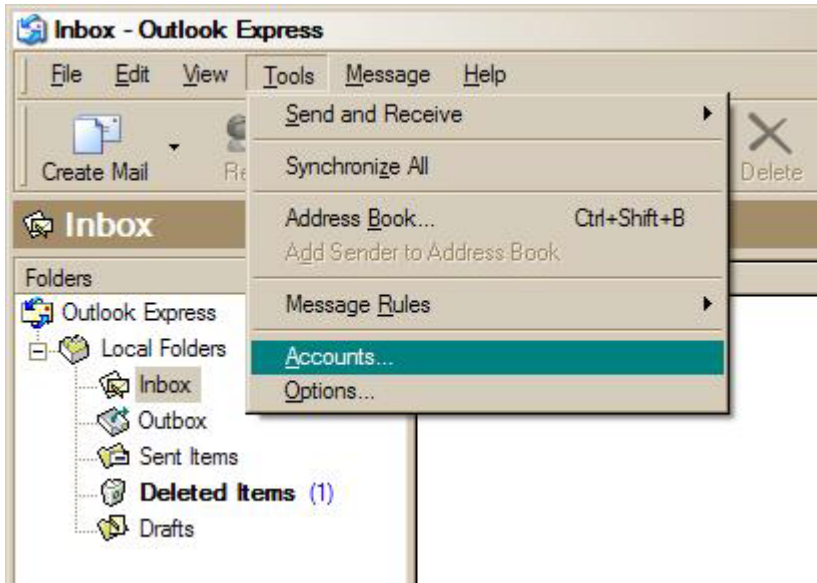 Inbox - Outlook Express
File Edit View Tools Message Help
Send and Receive
Create Mail
Synchronize All
Delete
Inbox
Address Book... Ctrl+Shift+B
Add Sender to Address Book
Folders
Outlook Express
Message Rules
Local Folders
Accounts...
Inbox
Options...
Outbox
Sent Items
Deleted Items (1)
Drafts